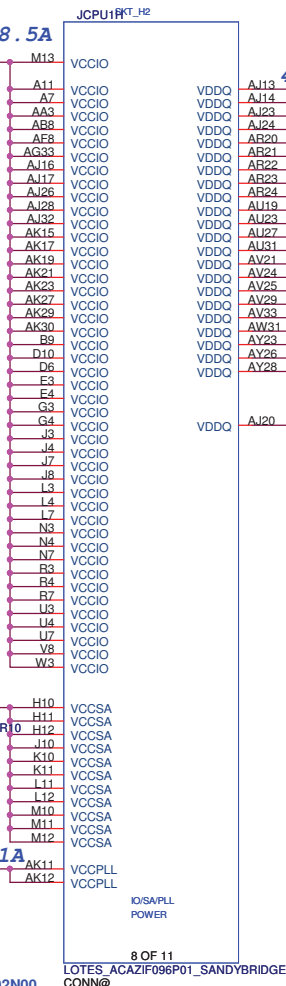 JCPU1H SKT_H2
8.5A
M13 VCCIO
A11 VCCIO VDDQ AJ13
A7 VCCIO VDDQ AJ14
AA3 VCCIO VDDQ AJ23
AB8 VCCIO VDDQ AJ24
AF8 VCCIO VDDQ AR20
AG33 VCCIO VDDQ AR21
AJ16 VCCIO VDDQ AR22
AJ17 VCCIO VDDQ AR23
AJ26 VCCIO VDDQ AR24
AJ28 VCCIO VDDQ AU19
AJ32 VCCIO VDDQ AU23
AK15 VCCIO VDDQ AU27
AK17 VCCIO VDDQ AU31
AK19 VCCIO VDDQ AV21
AK21 VCCIO VDDQ AV24
AK23 VCCIO VDDQ AV25
AK27 VCCIO VDDQ AV29
AK29 VCCIO VDDQ AV33
AK30 VCCIO VDDQ AW31
B9 VCCIO VDDQ AY23
D10 VCCIO VDDQ AY26
D6 VCCIO VDDQ AY28
E3 VCCIO
E4 VCCIO
G3 VCCIO
G4 VCCIO VDDQ AJ20
J3 VCCIO
J4 VCCIO
J7 VCCIO
J8 VCCIO
L3 VCCIO
L4 VCCIO
L7 VCCIO
N3 VCCIO
N4 VCCIO
N7 VCCIO
R3 VCCIO
R4 VCCIO
R7 VCCIO
U3 VCCIO
U4 VCCIO
U7 VCCIO
V8 VCCIO
W3 VCCIO
H10 VCCSA
H11 VCCSA
R10 H12 VCCSA
J10 VCCSA
K10 VCCSA
K11 VCCSA
L11 VCCSA
L12 VCCSA
M10 VCCSA
M11 VCCSA
M12 VCCSA
1A
AK11 VCCPLL
AK12 VCCPLL
IO/SA/PLL
POWER
8 OF 11
LOTES_ACAZIF096P01_SANDYBRIDGE
CONN@